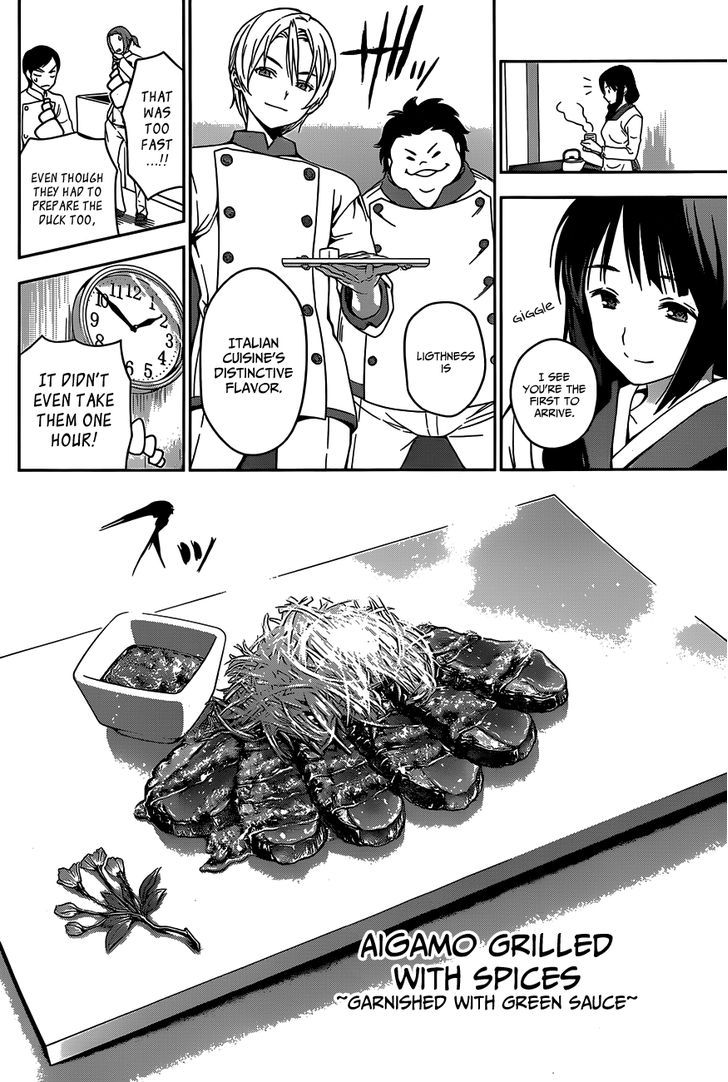 GIGGLE
I SEE
YOU'RE THE
FIRST TO
ARRIVE.
LIGTHNESS
IS
ITALIAN
CUISINE'S
DISTINCTIVE
FLAVOR.
THAT
WAS TOO
FAST
...!!
EVEN THOUGH
THEY HAD TO
PREPARE THE
DUCK TOO,
IT DIDN'T
EVEN TAKE
THEM ONE
HOUR!
スッ
AIGAMO GRILLED
WITH SPICES
~GARNISHED WITH GREEN SAUCE~